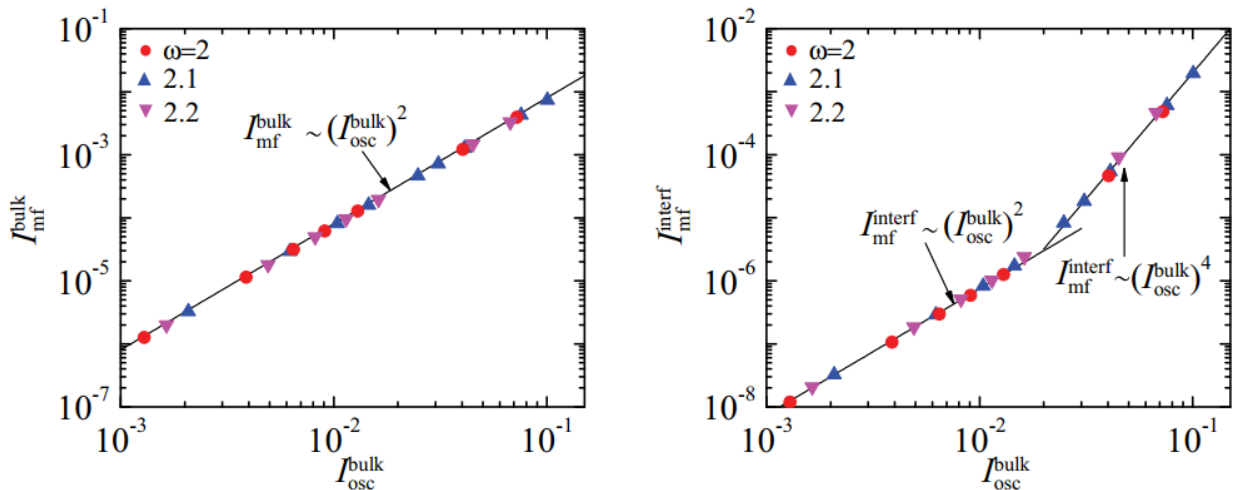 10^-1
10^-3
10^-5
10^-7
I_mf^bulk
ω=2
2.1
2.2
I_mf^bulk ~ (I_osc^bulk)^2
10^-3
10^-2
10^-1
I_osc^bulk
10^-2
10^-4
10^-6
10^-8
I_mf^interf
ω=2
2.1
2.2
I_mf^interf ~ (I_osc^bulk)^2
I_mf^interf ~ (I_osc^bulk)^4
10^-3
10^-2
10^-1
I_osc^bulk